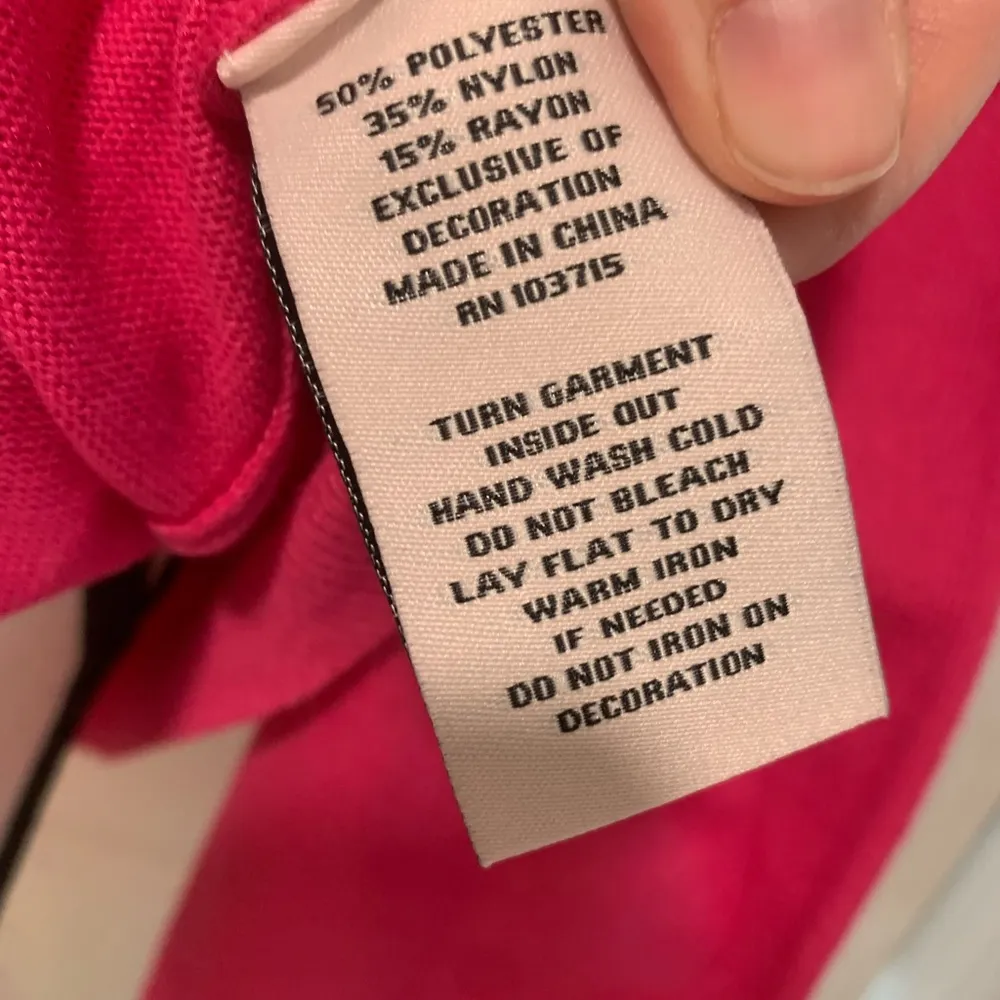 50% POLYESTER
35% NYLON
15% RAYON
EXCLUSIVE OF
DECORATION
MADE IN CHINA
RN 103715
TURN GARMENT
INSIDE OUT
HAND WASH COLD
DO NOT BLEACH
LAY FLAT TO DRY
WARM IRON
IF NEEDED
DO NOT IRON ON
DECORATION